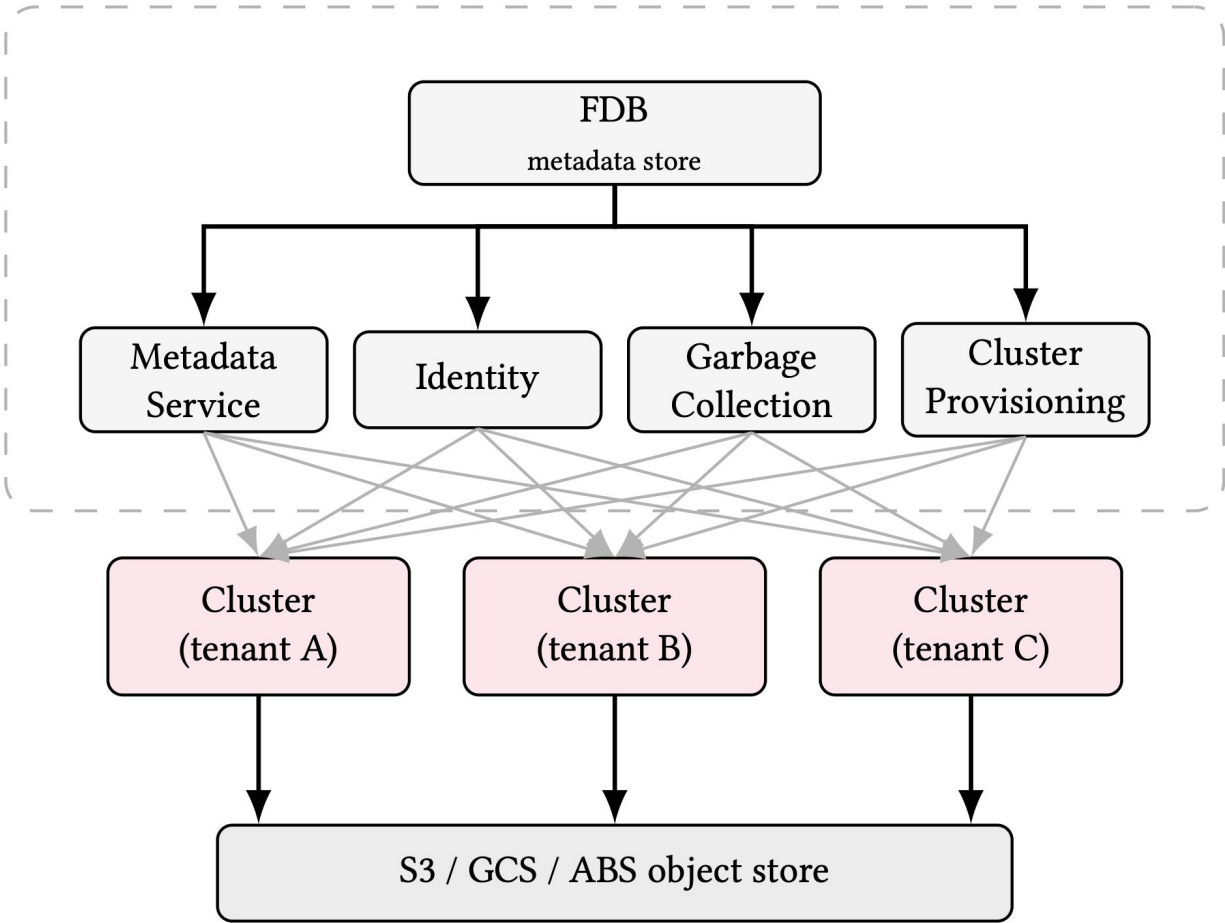 FDB
metadata store
Metadata
Service
Identity
Garbage
Collection
Cluster
Provisioning
Cluster
(tenant A)
Cluster
(tenant B)
Cluster
(tenant C)
S3 / GCS / ABS object store